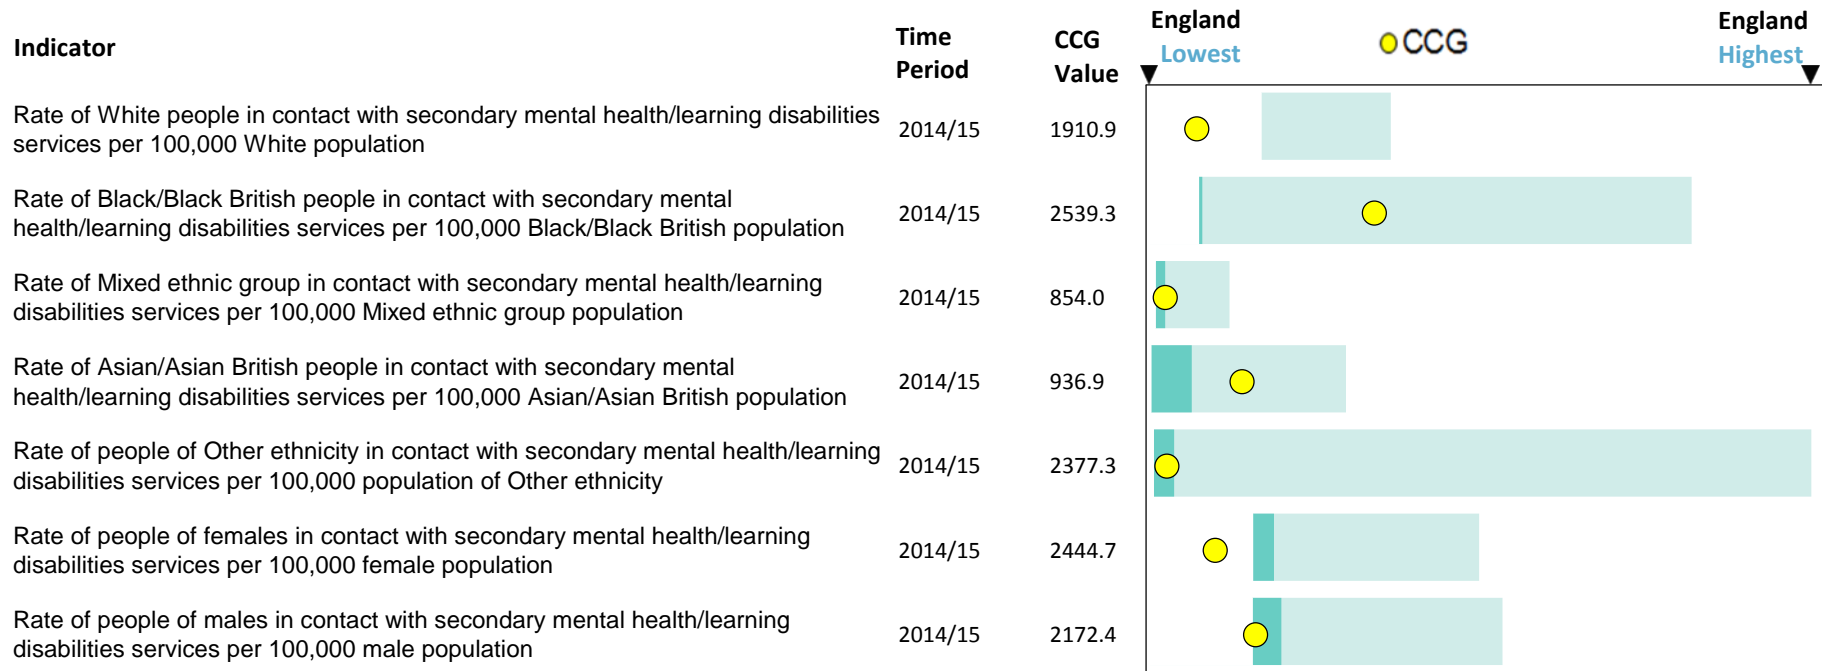 Indicator
Time
Period
CCG
Value
England
Lowest
CCG
England
Highest
Rate of White people in contact with secondary mental health/learning disabilities
services per 100,000 White population
2014/15
1910.9
Rate of Black/Black British people in contact with secondary mental
health/learning disabilities services per 100,000 Black/Black British population
2014/15
2539.3
Rate of Mixed ethnic group in contact with secondary mental health/learning
disabilities services per 100,000 Mixed ethnic group population
2014/15
854.0
Rate of Asian/Asian British people in contact with secondary mental
health/learning disabilities services per 100,000 Asian/Asian British population
2014/15
936.9
Rate of people of Other ethnicity in contact with secondary mental health/learning
disabilities services per 100,000 population of Other ethnicity
2014/15
2377.3
Rate of people of females in contact with secondary mental health/learning
disabilities services per 100,000 female population
2014/15
2444.7
Rate of people of males in contact with secondary mental health/learning
disabilities services per 100,000 male population
2014/15
2172.4